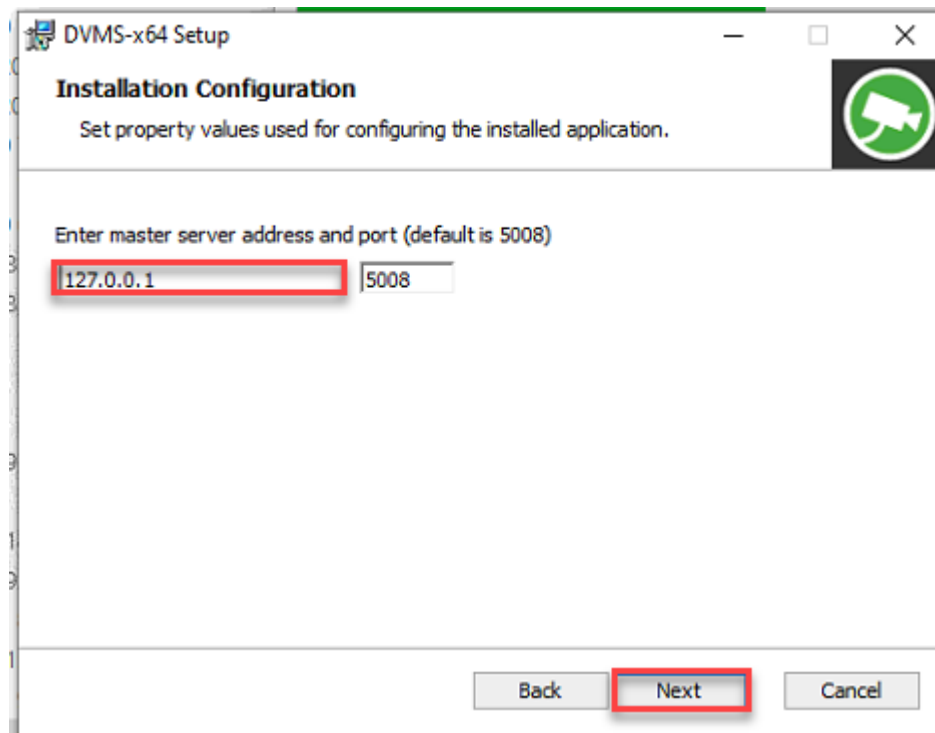 DVMS-x64 Setup
Installation Configuration
Set property values used for configuring the installed application.
Enter master server address and port (default is 5008)
127.0.0.1 5008
Back Next Cancel